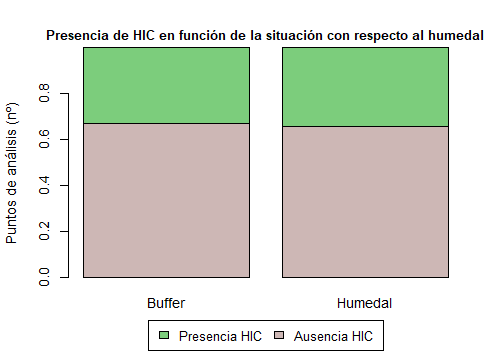 Presencia de HIC en función de la situación con respecto al humedal
Puntos de análisis (nº)
0.8
0.6
0.4
0.2
0.0
Buffer
Humedal
Presencia HIC
Ausencia HIC